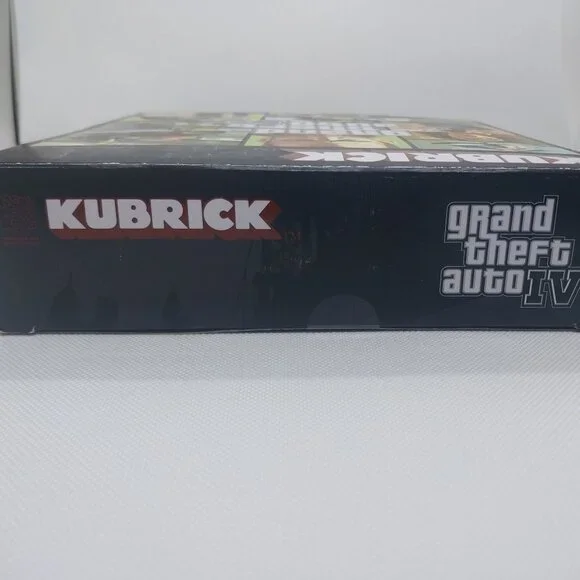 KUBRICK
KUBRICK
grand
theft
auto IV